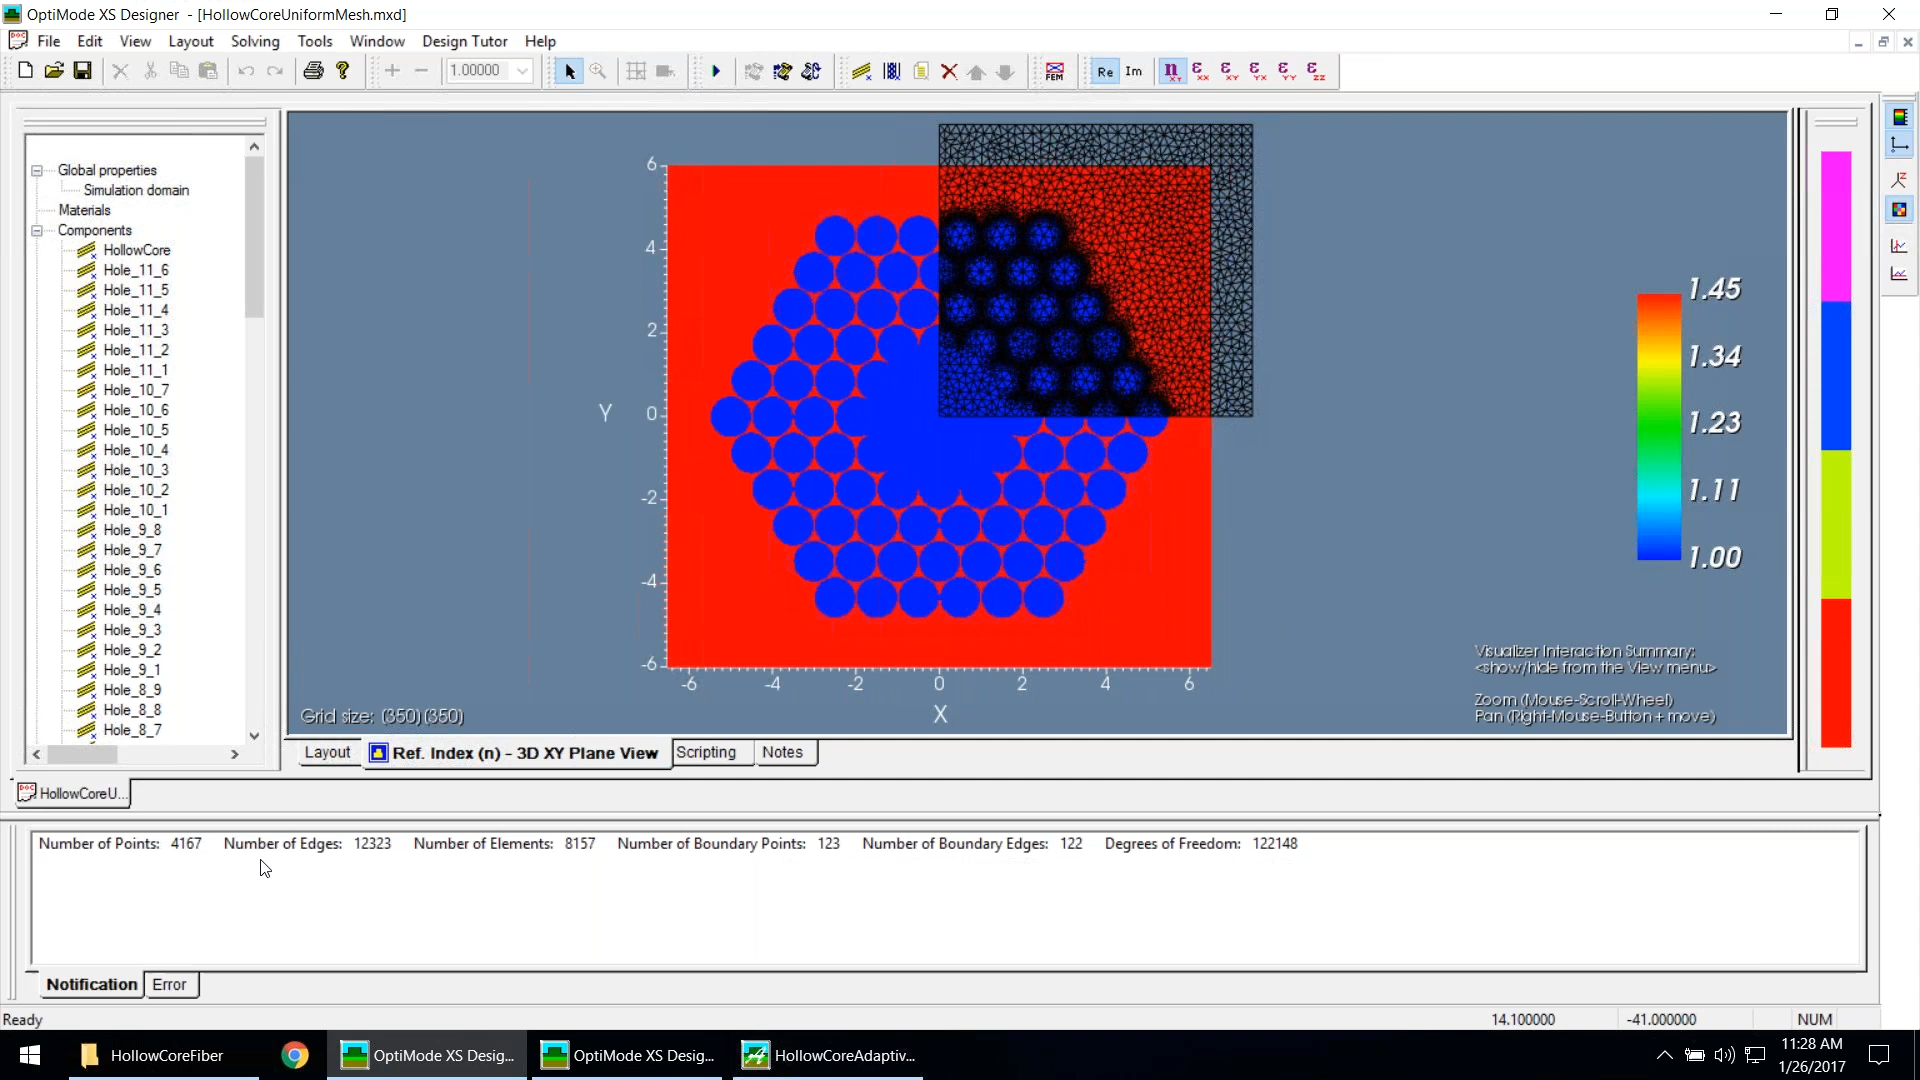 OptiMode XS Designer - [HollowCoreUniformMesh.mxd]
File Edit View Layout Solving Tools Window Design Tutor Help
1.00000
FEM
Re Im
Global properties
Simulation domain
Materials
Components
HollowCore
Hole_11_6
Hole_11_5
Hole_11_4
Hole_11_3
Hole_11_2
Hole_11_1
Hole_10_7
Hole_10_6
Hole_10_5
Hole_10_4
Hole_10_3
Hole_10_2
Hole_10_1
Hole_9_8
Hole_9_7
Hole_9_6
Hole_9_5
Hole_9_4
Hole_9_3
Hole_9_2
Hole_9_1
Hole_8_9
Hole_8_8
Hole_8_7
6
4
2
0
-2
-4
-6
Y
-6 -4 -2 0 2 4 6
X
1.45
1.34
1.23
1.11
1.00
Visualizer Interaction Summary:
<show/hide from the View menu>
Zoom (Mouse-Scroll-Wheel)
Pan (Right-Mouse-Button + move)
Grid size: (350)(350)
Layout Ref. Index (n) - 3D XY Plane View Scripting Notes
HollowCoreU...
Number of Points: 4167 Number of Edges: 12323 Number of Elements: 8157 Number of Boundary Points: 123 Number of Boundary Edges: 122 Degrees of Freedom: 122148
Notification Error
Ready 14.100000 -41.000000 NUM
HollowCoreFiber OptiMode XS Desig... OptiMode XS Desig... HollowCoreAdaptiv...
11:28 AM
1/26/2017